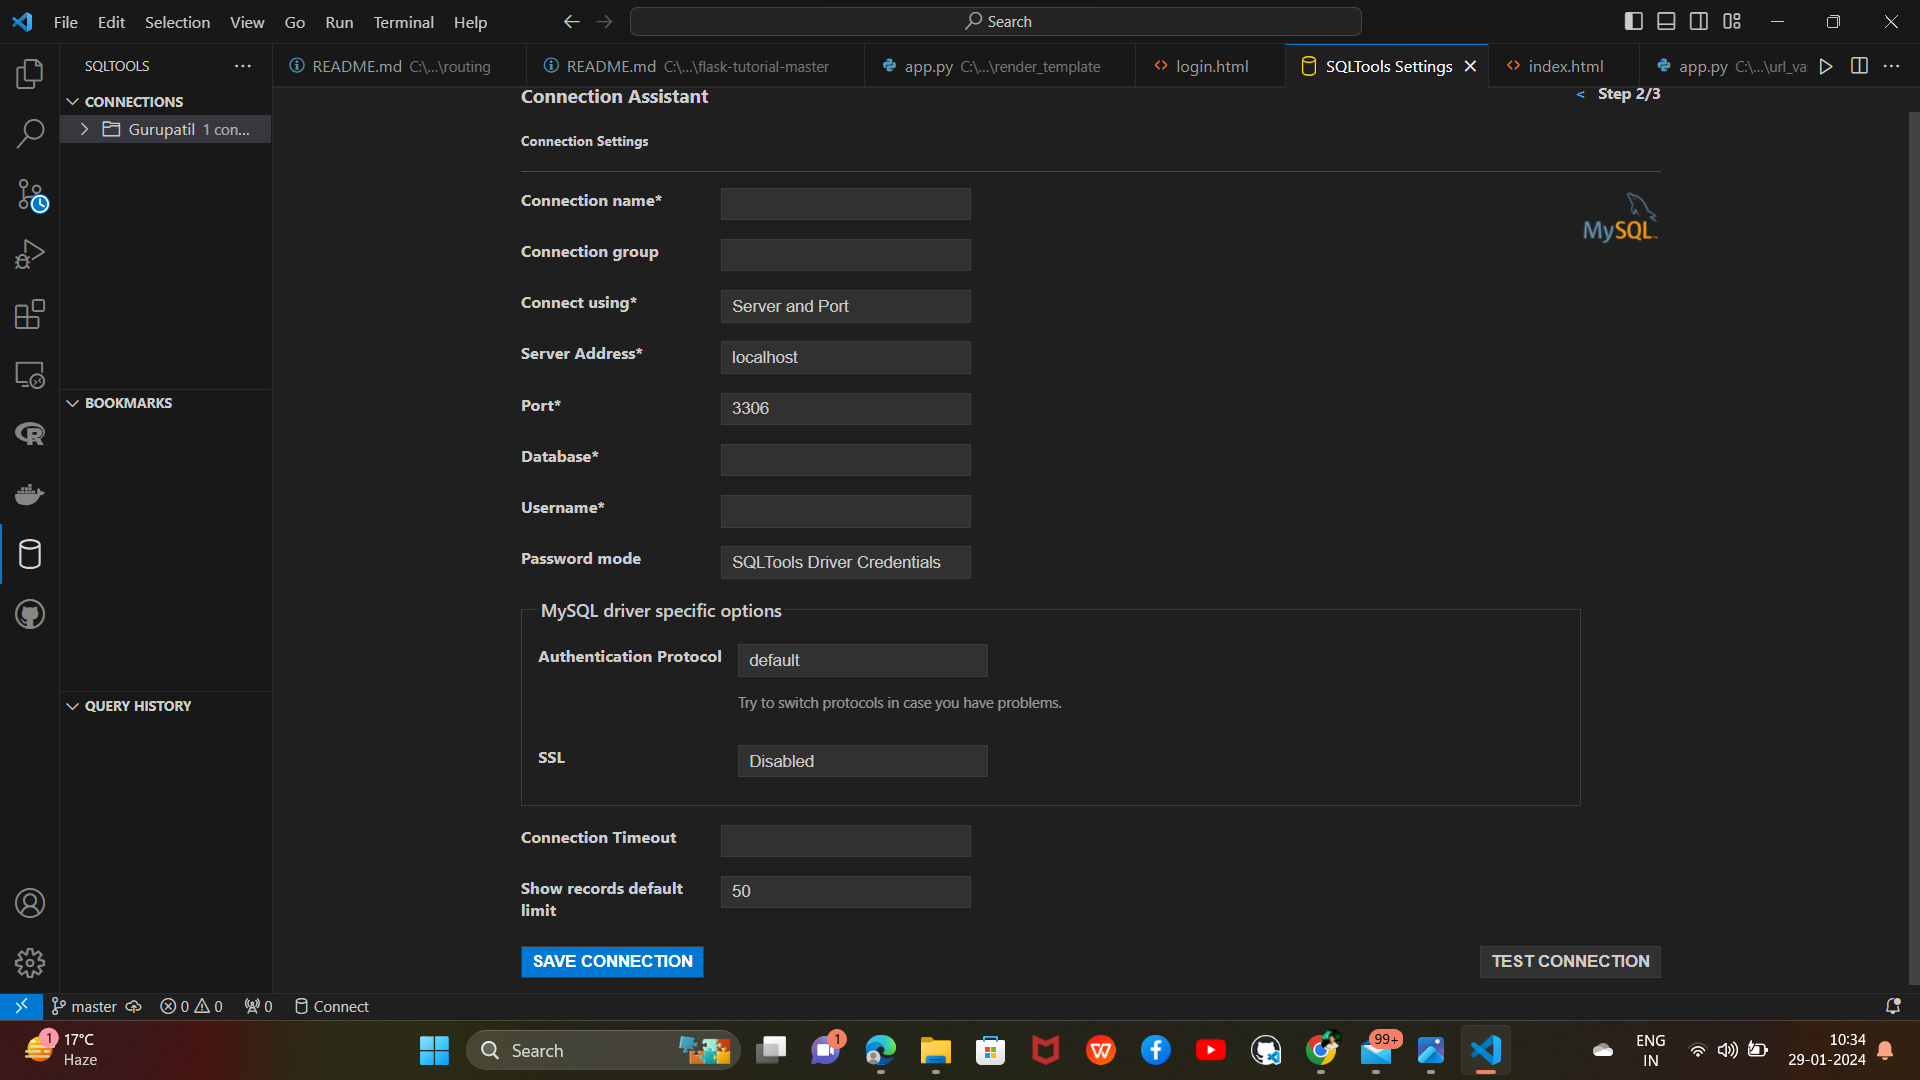 File Edit Selection View Go Run Terminal Help Search
SQLTOOLS
README.md C:\...\routing README.md C:\...\flask-tutorial-master app.py C:\...\render_template login.html SQLTools Settings index.html app.py C:\...\url_va
CONNECTIONS
Gurupatil 1 con...
BOOKMARKS
QUERY HISTORY
Connection Assistant
< Step 2/3
Connection Settings
MySQL
Connection name*
Connection group
Connect using* Server and Port
Server Address* localhost
Port* 3306
Database*
Username*
Password mode SQLTools Driver Credentials
MySQL driver specific options
Authentication Protocol default
Try to switch protocols in case you have problems.
SSL Disabled
Connection Timeout
Show records default
limit
50
SAVE CONNECTION TEST CONNECTION
master 0 0 0 Connect
1 17°C
Haze
Search
1
99+
ENG
IN
10:34
29-01-2024